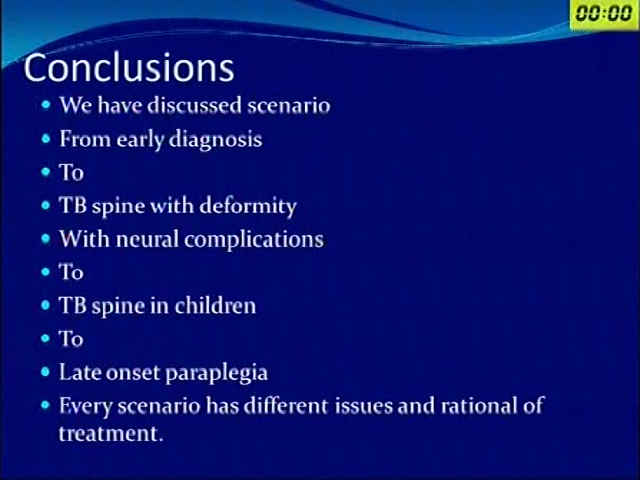 00:00
Conclusions
We have discussed scenario
From early diagnosis
To
TB spine with deformity
With neural complications
To
TB spine in children
To
Late onset paraplegia
Every scenario has different issues and rational of
treatment.